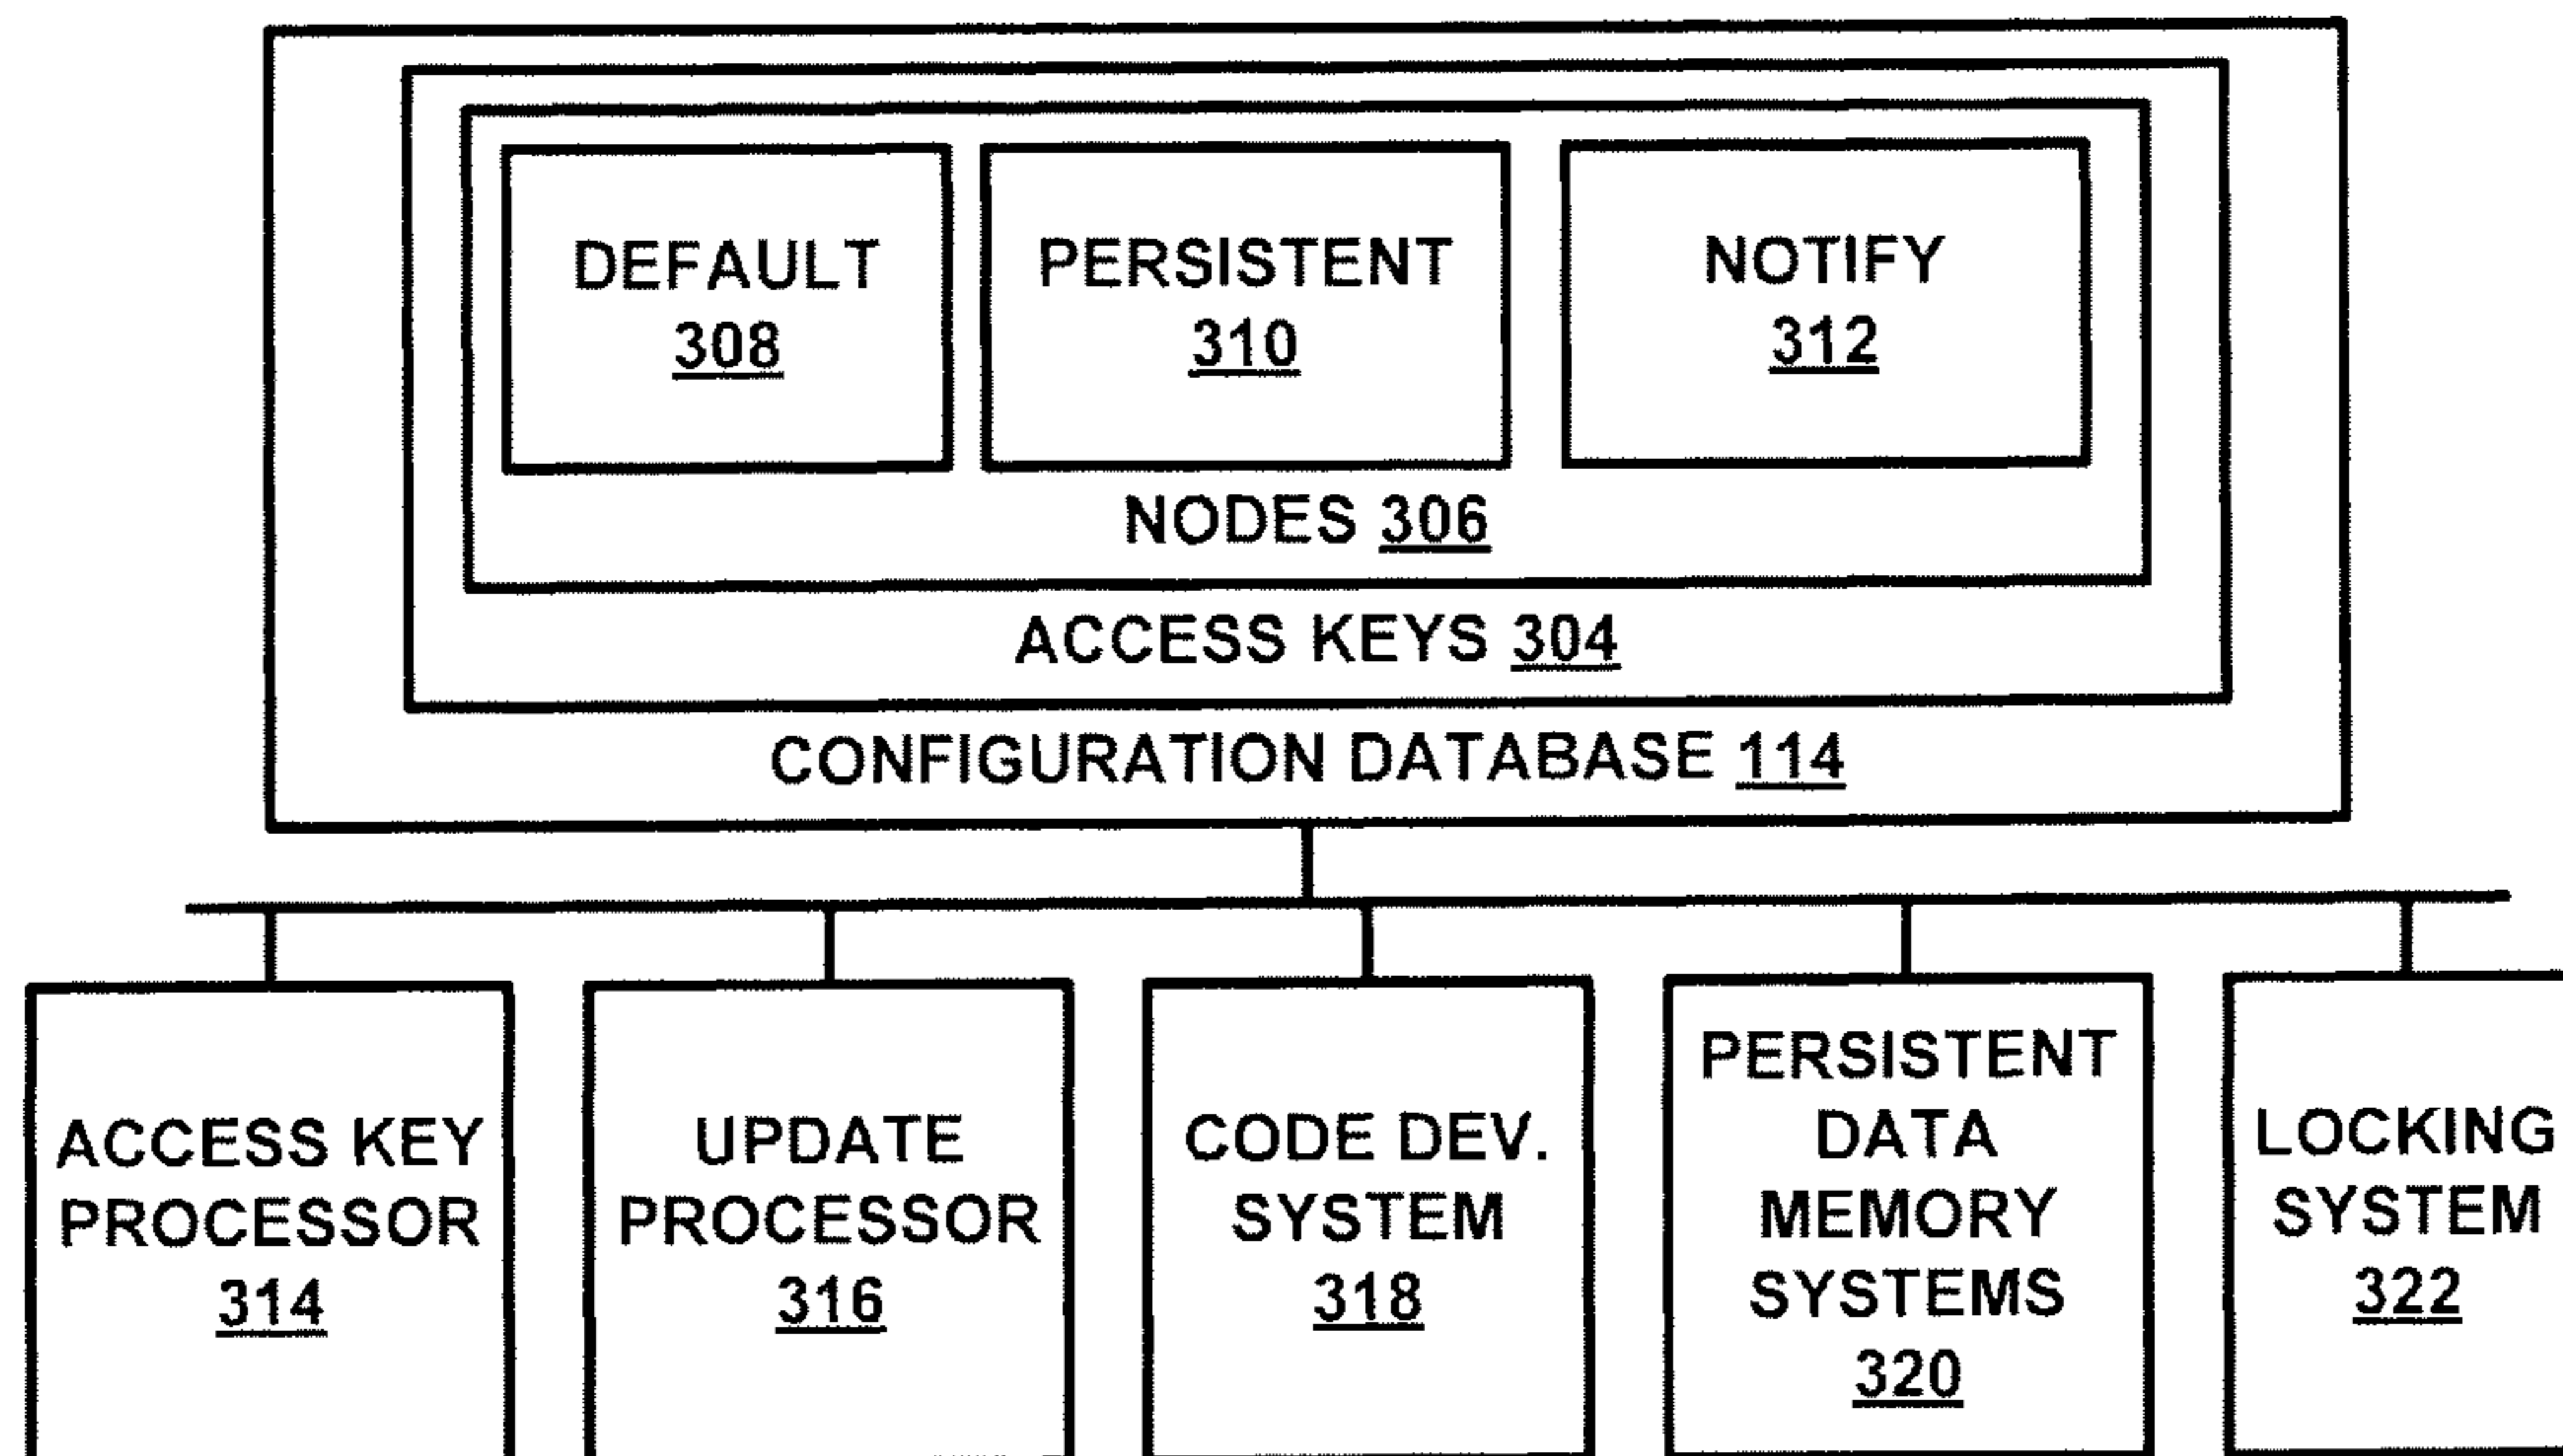 DEFAULT
308
PERSISTENT
310
NOTIFY
312
NODES 306
ACCESS KEYS 304
CONFIGURATION DATABASE 114
ACCESS KEY
PROCESSOR
314
UPDATE
PROCESSOR
316
CODE DEV.
SYSTEM
318
PERSISTENT
DATA
MEMORY
SYSTEMS
320
LOCKING
SYSTEM
322